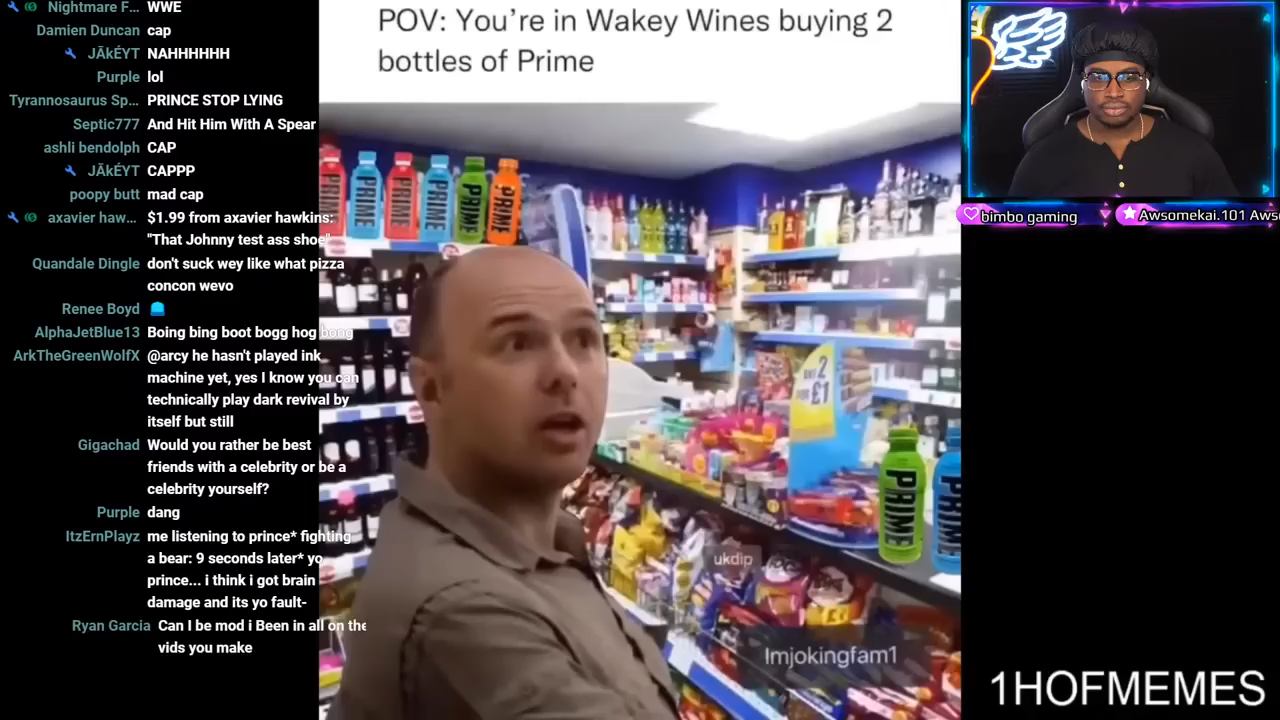 Nightmare F... WWE
Damien Duncan cap
JĀkÉYT NAHHHHHH
Purple lol
Tyrannosaurus Sp... PRINCE STOP LYING
Septic777 And Hit Him With A Spear
ashli bendolph CAP
JĀkÉYT CAPPP
poopy butt mad cap
axavier haw... $1.99 from axavier hawkins:
"That Johnny test ass shoe"
Quandale Dingle don't suck wey like what pizza
concon wevo
Renee Boyd
AlphaJetBlue13 Boing bing boot bogg hog bong
ArkTheGreenWolfX @arcy he hasn't played ink
machine yet, yes I know you can
technically play dark revival by
itself but still
Gigachad Would you rather be best
friends with a celebrity or be a
celebrity yourself?
Purple dang
ItzErnPlayz me listening to prince* fighting
a bear: 9 seconds later* yo
prince... i think i got brain
damage and its yo fault-
Ryan Garcia Can I be mod i Been in all on the
vids you make
POV: You're in Wakey Wines buying 2
bottles of Prime
PRIME
PRIME
PRIME
PRIME
PRIME
PRIME
2
£1
PRIME
PRIME
ukdip
Imjokingfam1
bimbo gaming
Awsomekai.101 Aws
1HOFMEMES